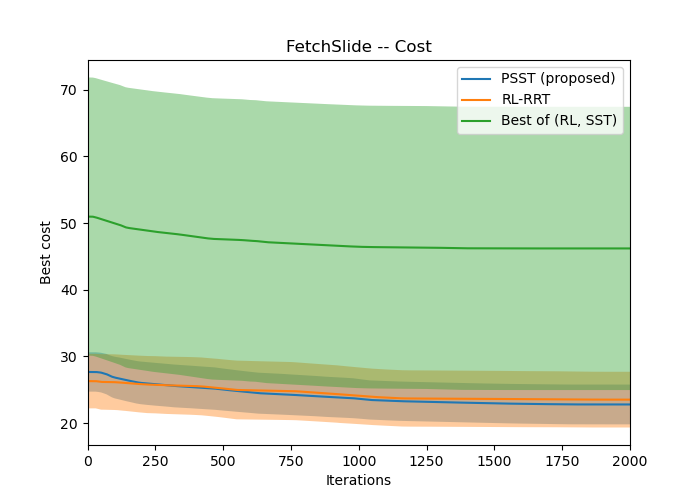 FetchSlide -- Cost
PSST (proposed)
RL-RRT
Best of (RL, SST)
Best cost
70
60
50
40
30
20
0 250 500 750 1000 1250 1500 1750 2000
Iterations